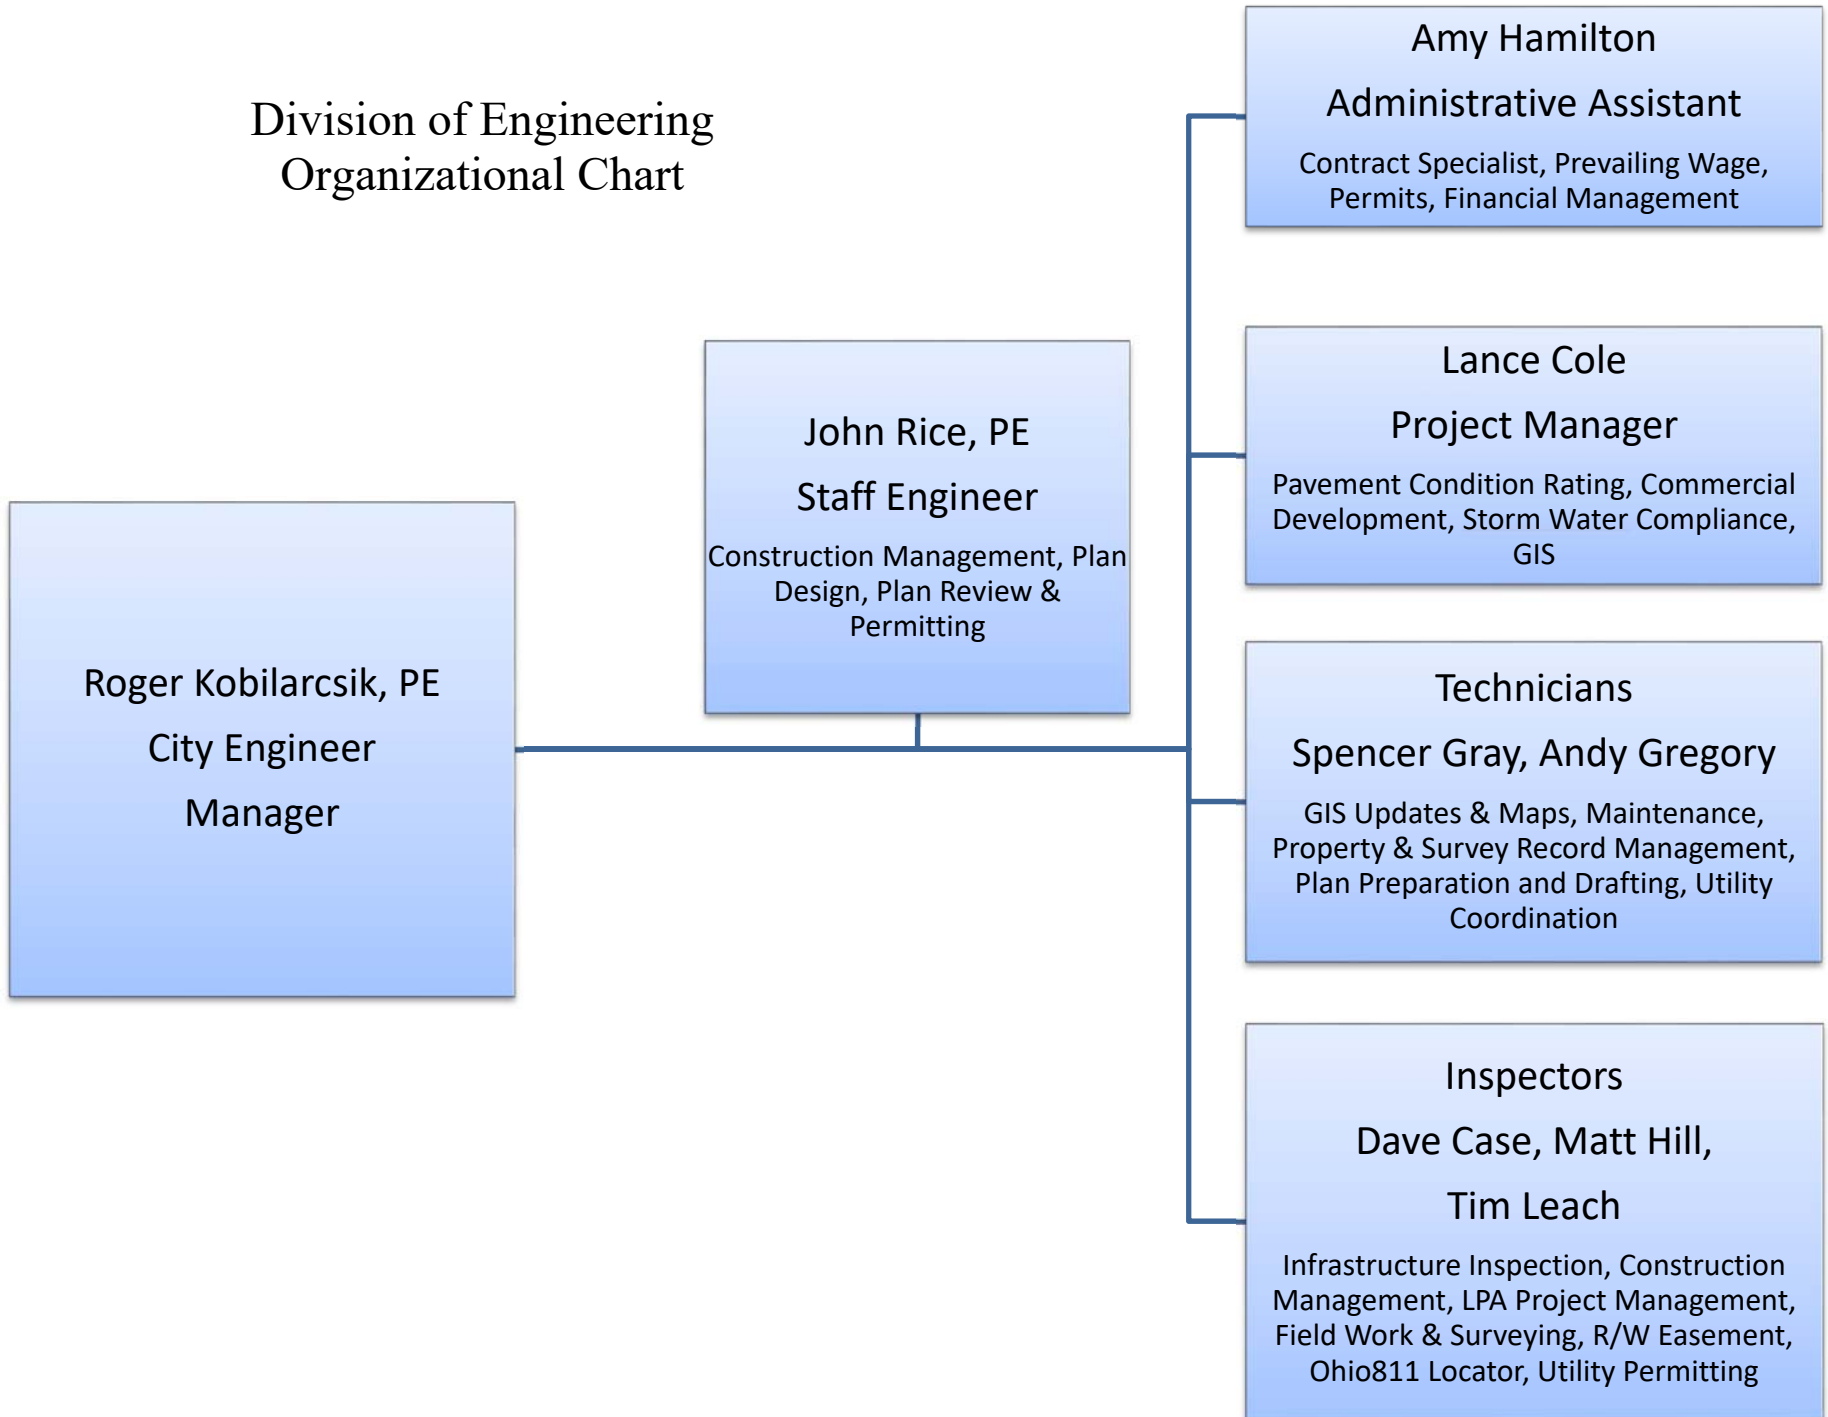 Division of Engineering
Organizational Chart
Roger Kobilarcsik, PE
City Engineer
Manager
John Rice, PE
Staff Engineer
Construction Management, Plan
Design, Plan Review &
Permitting
Amy Hamilton
Administrative Assistant
Contract Specialist, Prevailing Wage,
Permits, Financial Management
Lance Cole
Project Manager
Pavement Condition Rating, Commercial
Development, Storm Water Compliance,
GIS
Technicians
Spencer Gray, Andy Gregory
GIS Updates & Maps, Maintenance,
Property & Survey Record Management,
Plan Preparation and Drafting, Utility
Coordination
Inspectors
Dave Case, Matt Hill,
Tim Leach
Infrastructure Inspection, Construction
Management, LPA Project Management,
Field Work & Surveying, R/W Easement,
Ohio811 Locator, Utility Permitting